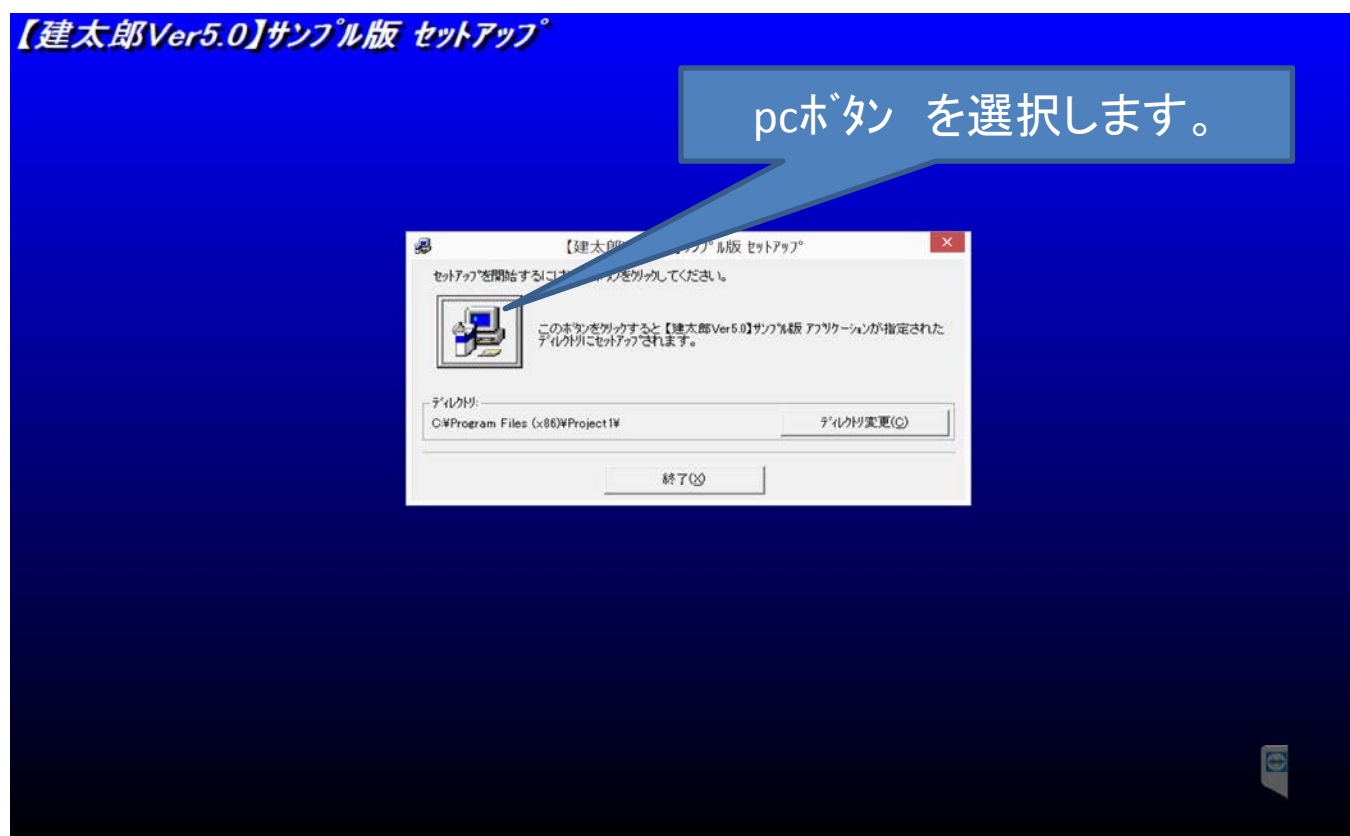 【建太郎Ver5.0】ｻﾝﾌﾟﾙ版 ｾｯﾄｱｯﾌﾟ
pcﾎﾞﾀﾝ を選択します。
ﾙ版 ｾｯﾄｱｯﾌﾟ
ｾｯﾄｱｯﾌﾟを開始するには をｸﾘｯｸしてください。
このﾎﾞﾀﾝをｸﾘｯｸすると【建太郎Ver5.0】ｻﾝﾌﾟﾙ版 ｱﾌﾟﾘｹｰｼｮﾝが指定された
ﾃﾞｨﾚｸﾄﾘにｾｯﾄｱｯﾌﾟされます。
ﾃﾞｨﾚｸﾄﾘ:
C:¥Program Files (x86)¥Project1¥
ﾃﾞｨﾚｸﾄﾘ変更(C)
終了(X)